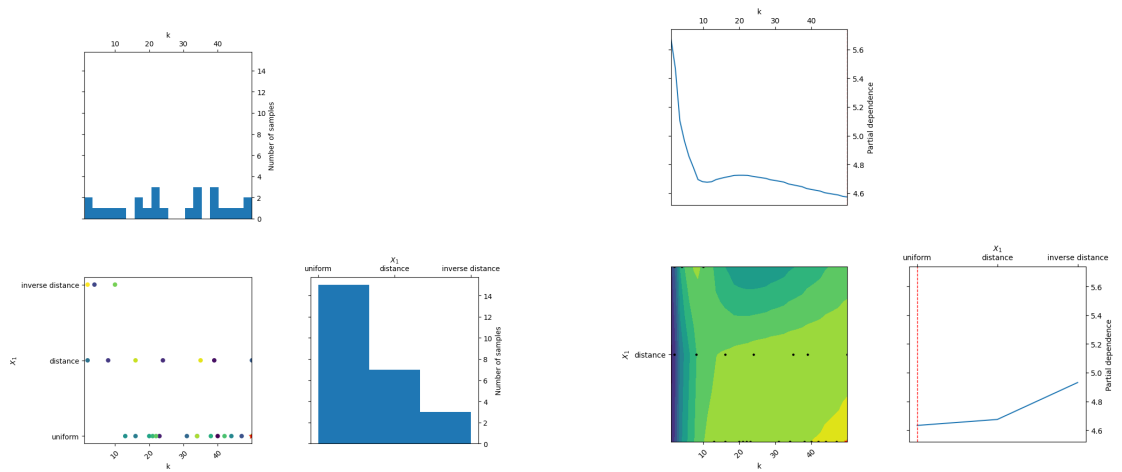 k
10 20 30 40
14
12
10
8
6
4
2
0
Number of samples
k
10 20 30 40
5.6
5.4
5.2
5.0
4.8
4.6
Partial dependence
X₁
uniform distance inverse distance
14
12
10
8
6
4
2
0
Number of samples
inverse distance
distance
uniform
X₁
10 20 30 40
k
X₁
distance
10 20 30 40
k
X₁
uniform distance inverse distance
5.6
5.4
5.2
5.0
4.8
4.6
Partial dependence